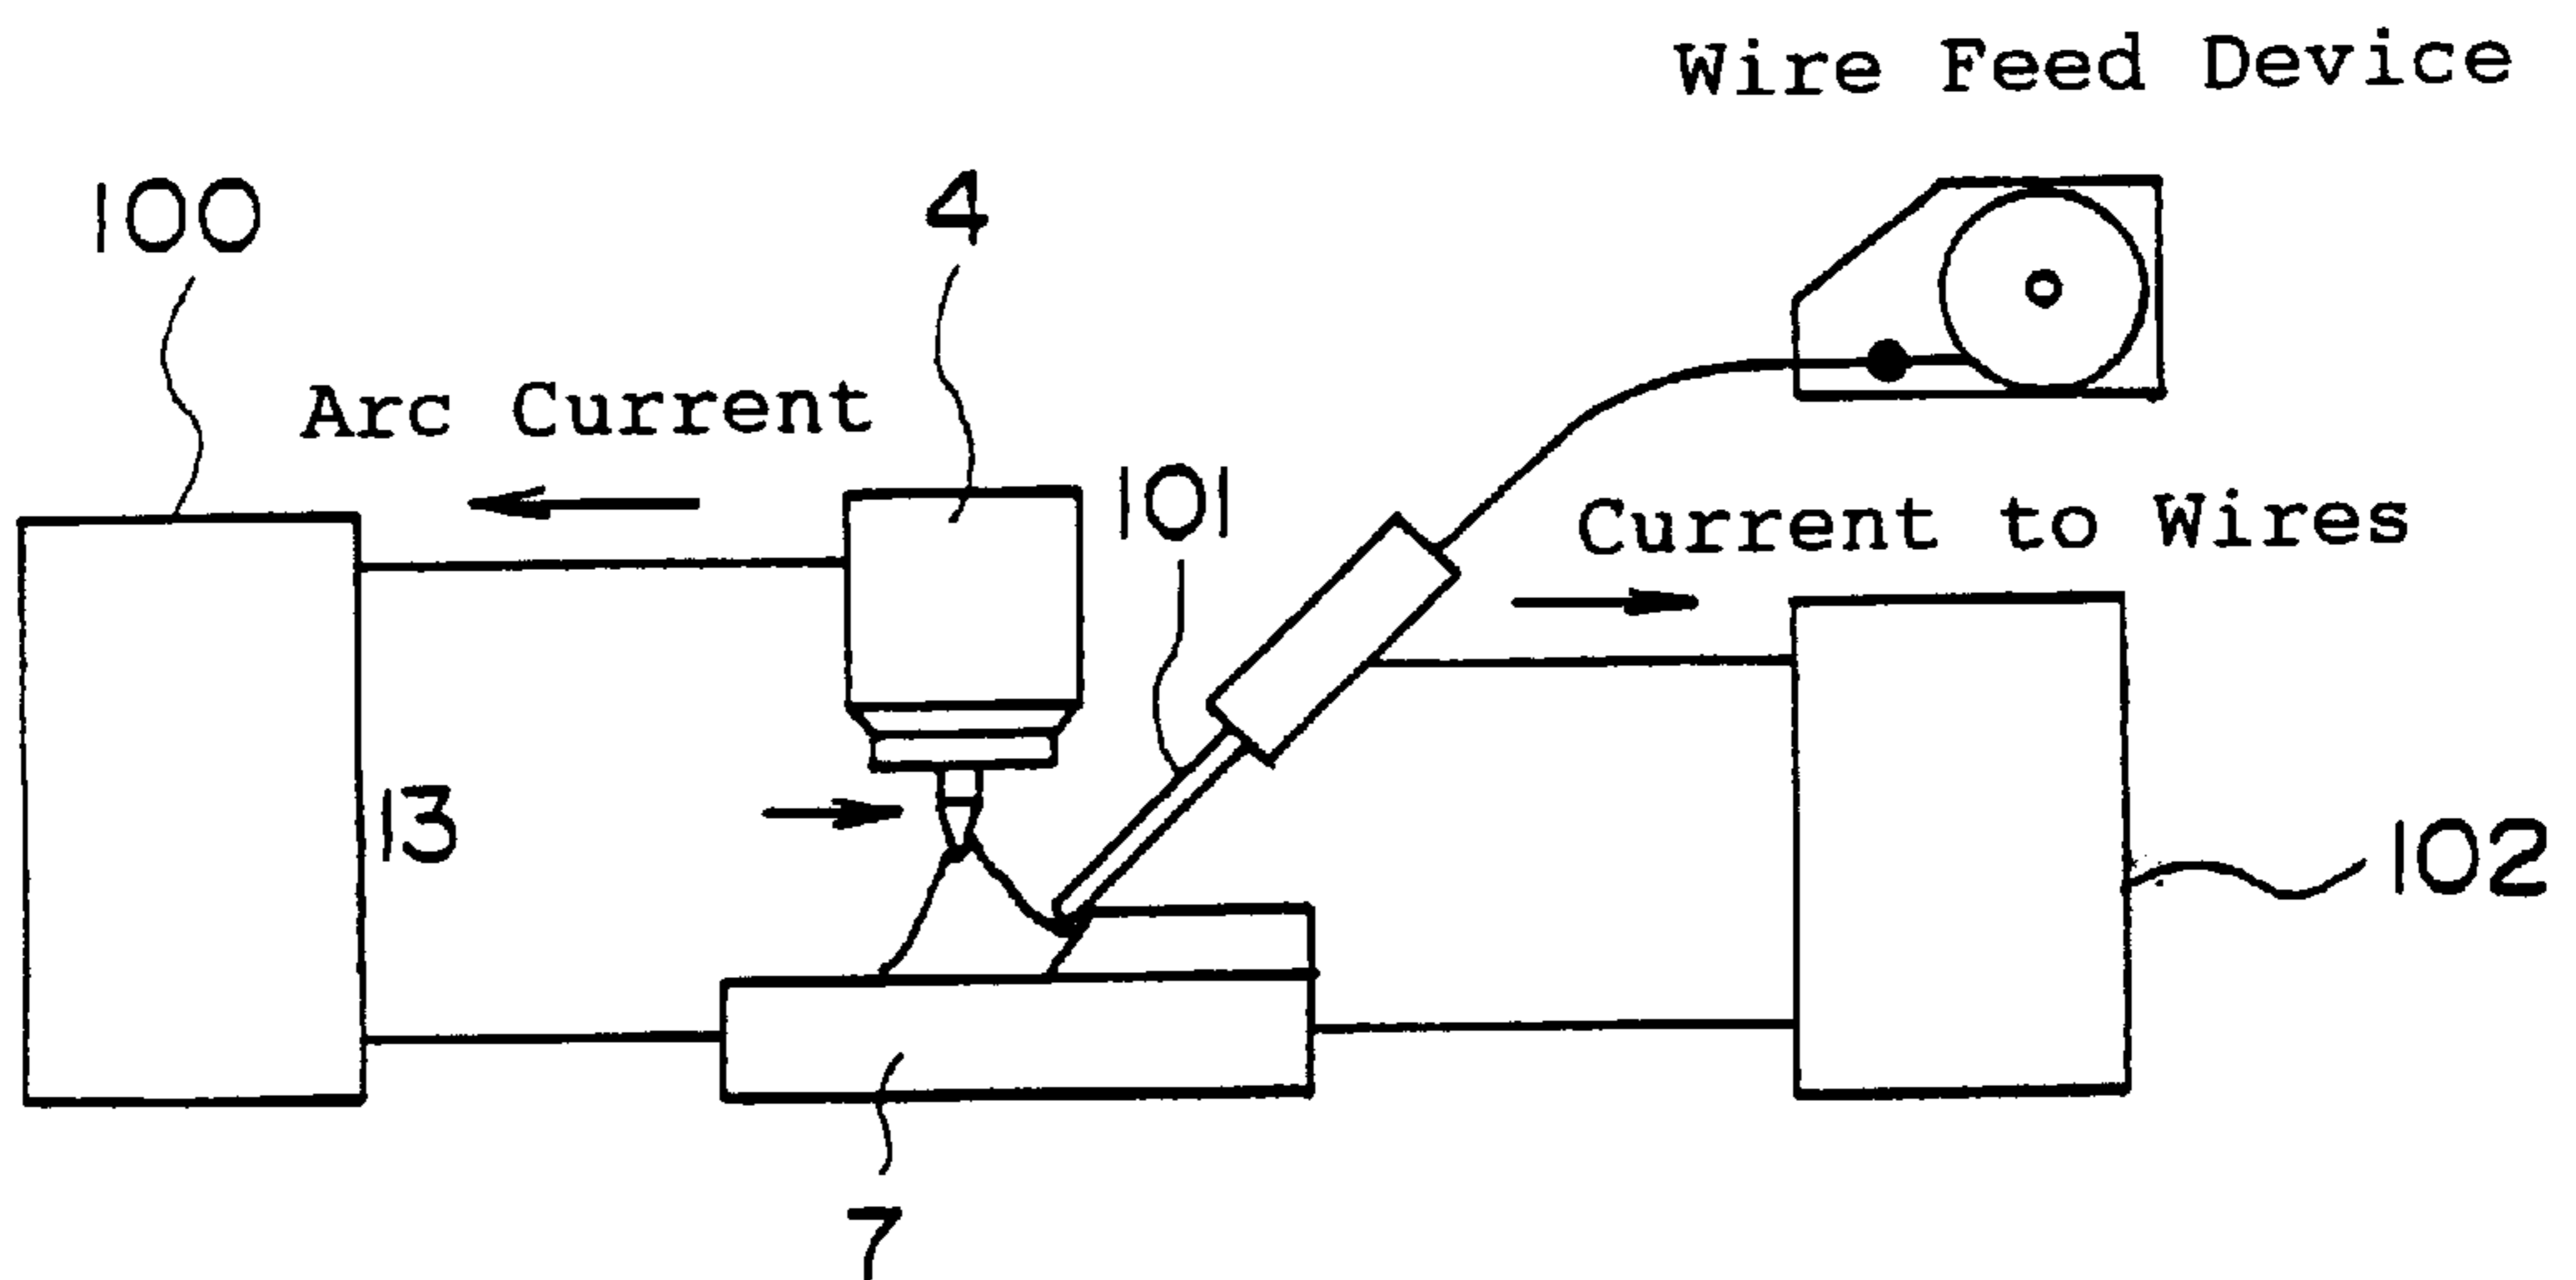 Wire Feed Device
100
4
Arc Current
101
Current to Wires
13
102
7